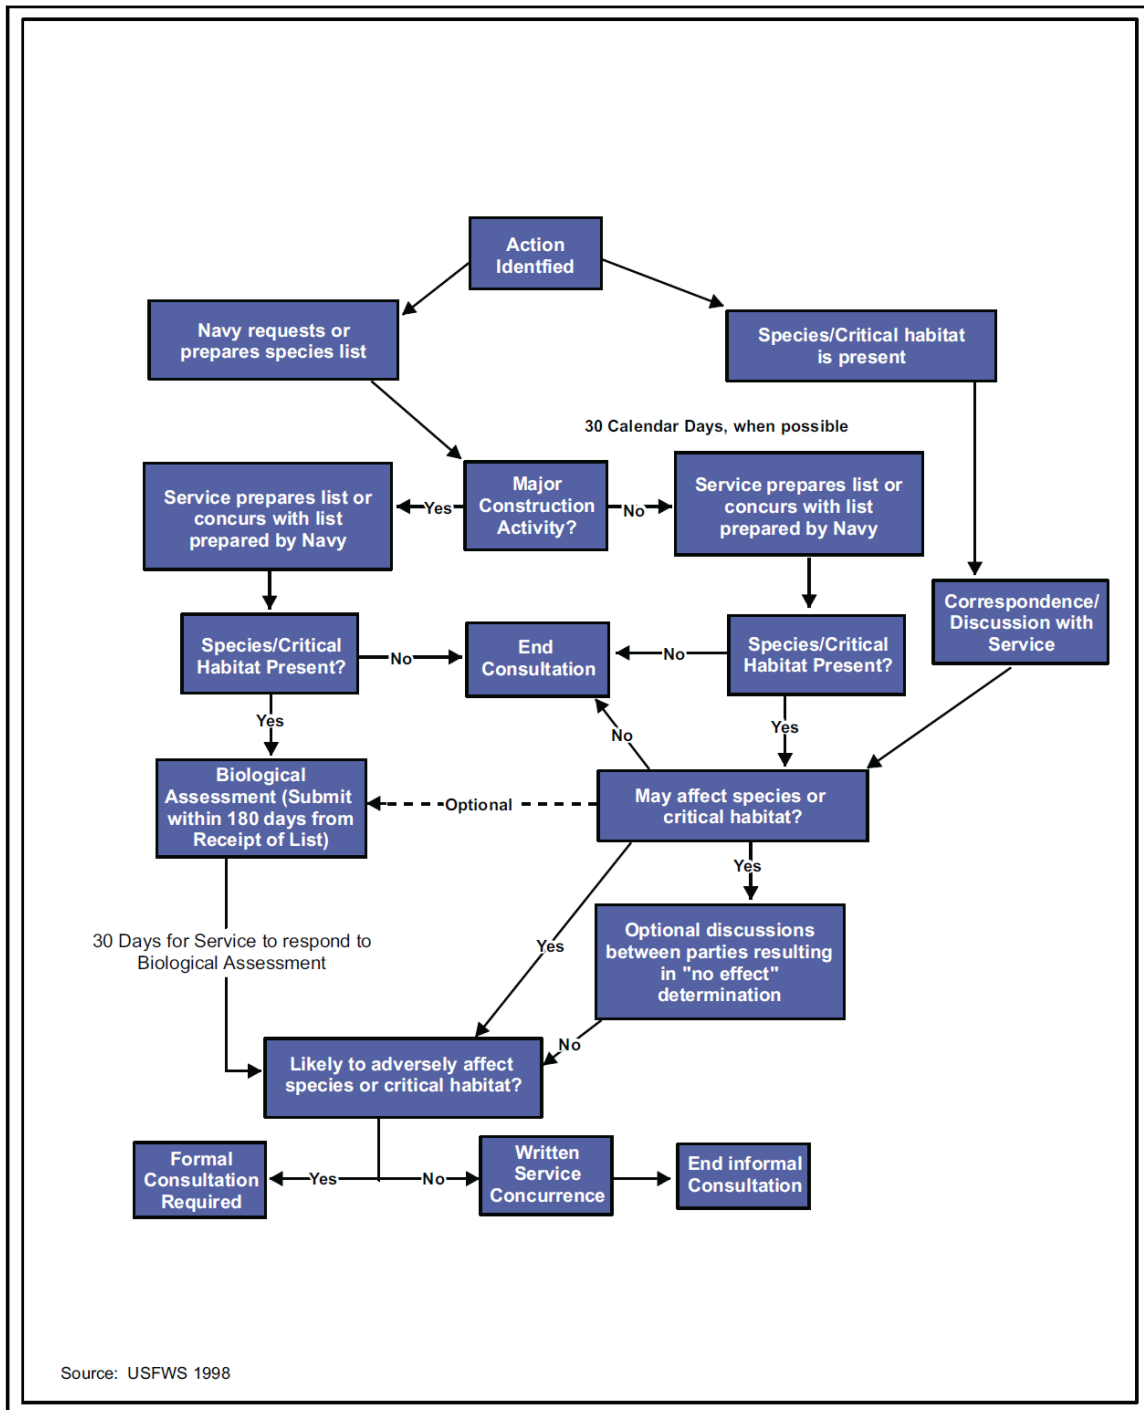 Action
Identfied
Navy requests or
prepares species list
Species/Critical habitat
is present
30 Calendar Days, when possible
Service prepares list or
concurs with list
prepared by Navy
Yes
Major
Construction
Activity?
No
Service prepares list or
concurs with list
prepared by Navy
Correspondence/
Discussion with
Service
Species/Critical
Habitat Present?
No
End
Consultation
No
Species/Critical
Habitat Present?
Yes
No
Yes
Biological
Assessment (Submit
within 180 days from
Receipt of List)
Optional
May affect species or
critical habitat?
Yes
30 Days for Service to respond to
Biological Assessment
Yes
Optional discussions
between parties resulting
in "no effect"
determination
No
Likely to adversely affect
species or critical habitat?
Formal
Consultation
Required
Yes
No
Written
Service
Concurrence
End informal
Consultation
Source: USFWS 1998